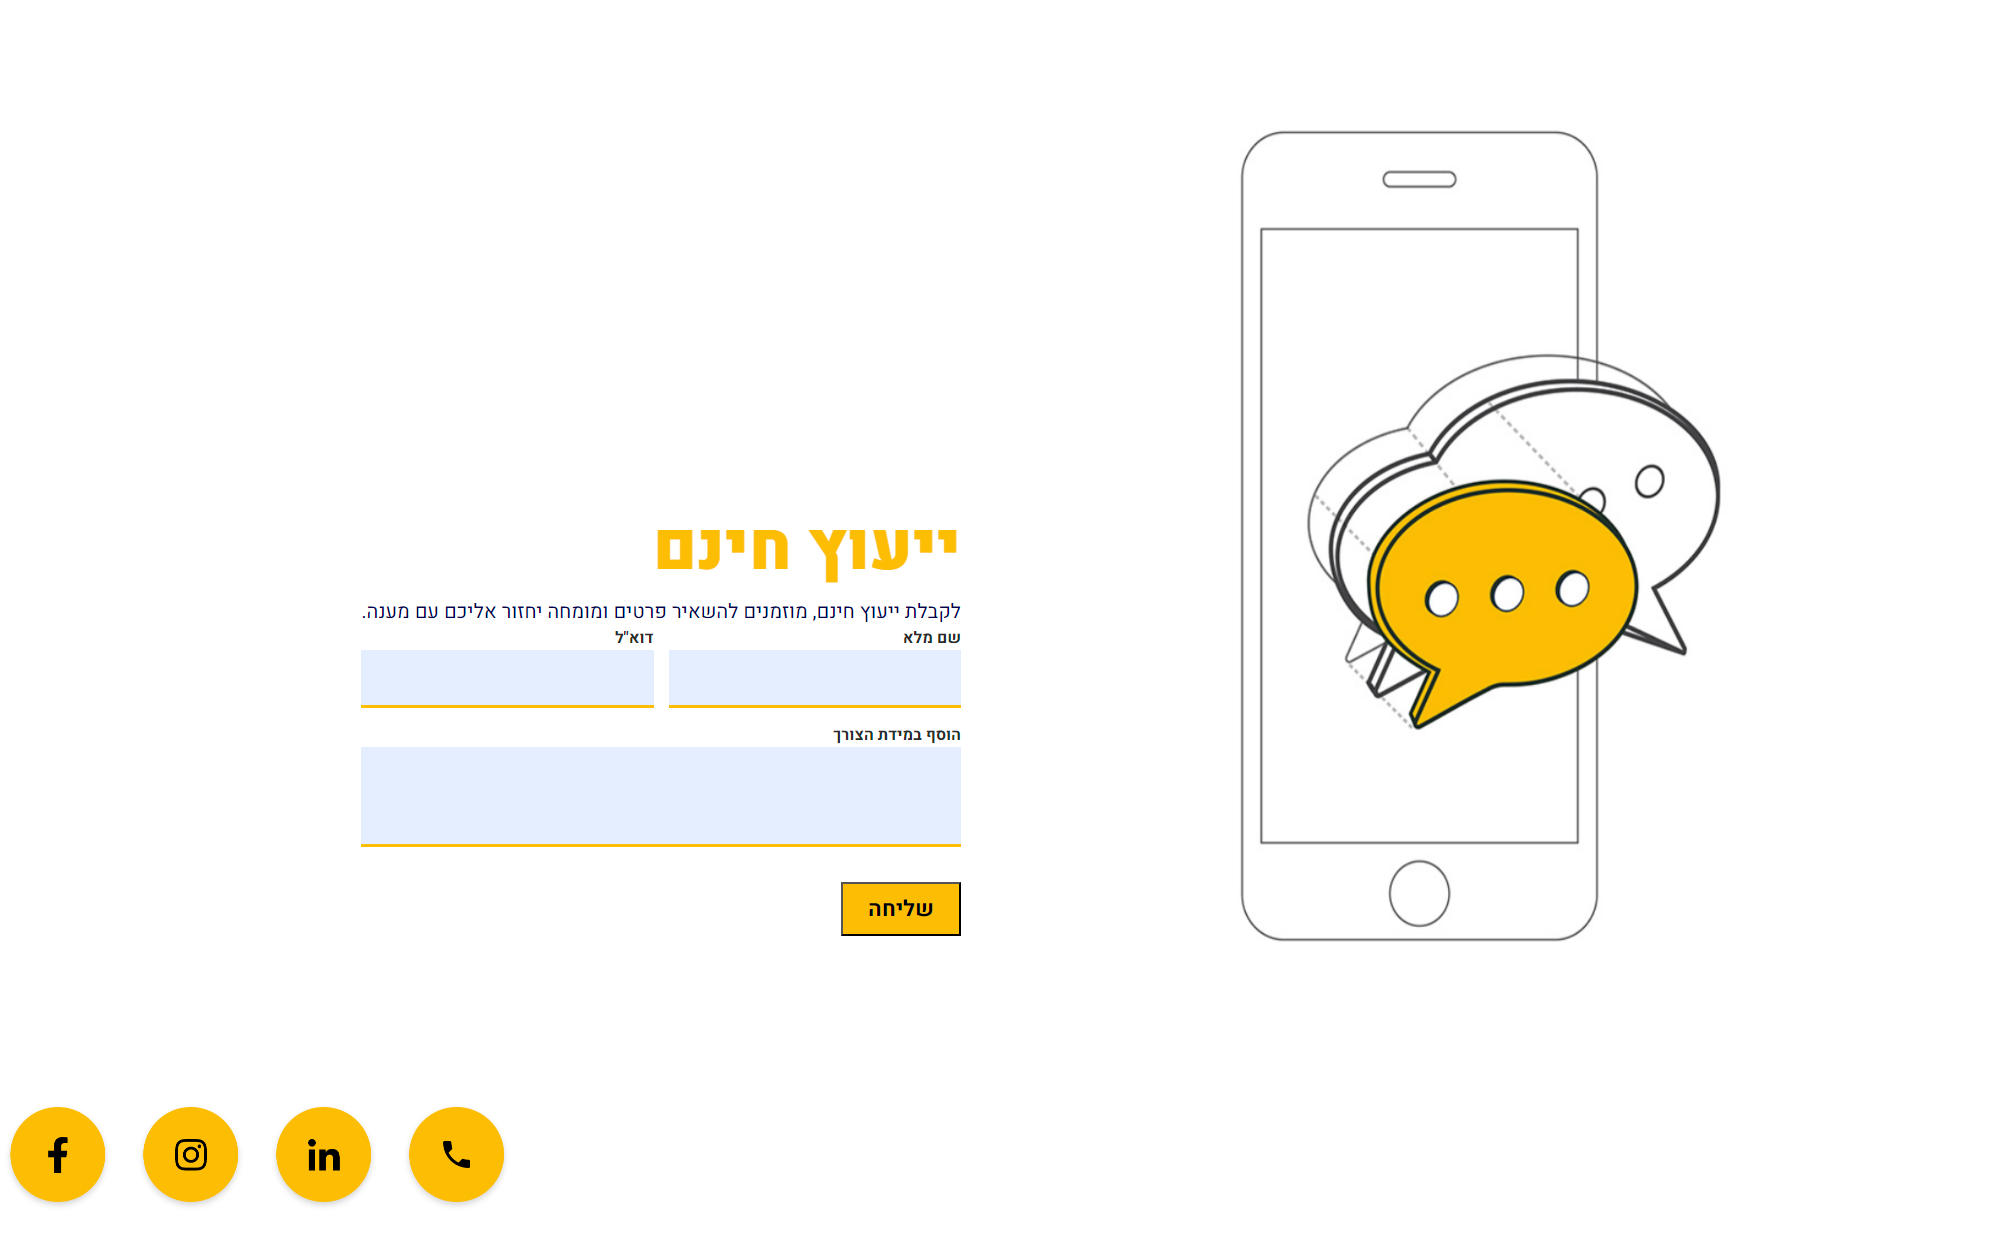 ייעוץ חינם
לקבלת ייעוץ חינם, מוזמנים להשאיר פרטים ומומחה יחזור אליכם עם מענה.
שם מלא
דוא"ל
הוסף במידת הצורך
שליחה